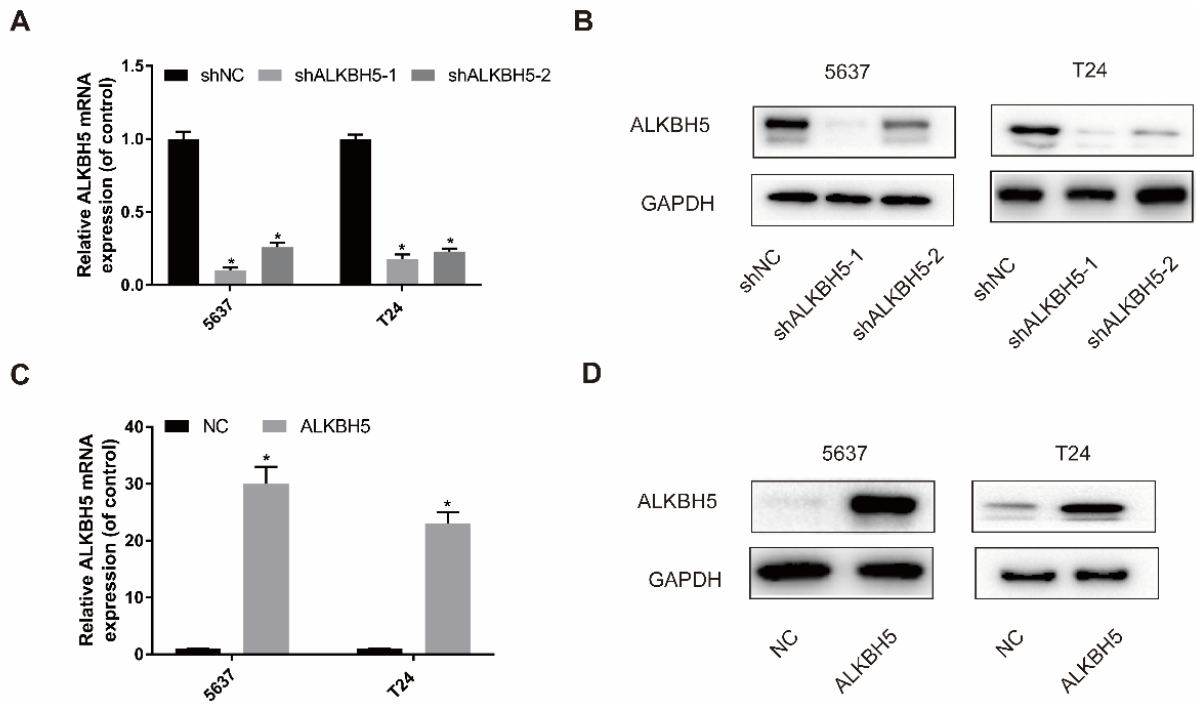 A
Relative ALKBH5 mRNA
expression (of control)
shNC shALKBH5-1 shALKBH5-2
1.5
1.0
0.5
0.0
* * * *
5637 T24
B
5637 T24
ALKBH5
GAPDH
shNC shALKBH5-1 shALKBH5-2 shNC shALKBH5-1 shALKBH5-2
C
Relative ALKBH5 mRNA
expression (of control)
NC ALKBH5
40
30
20
10
0
* *
5637 T24
D
5637 T24
ALKBH5
GAPDH
NC ALKBH5 NC ALKBH5